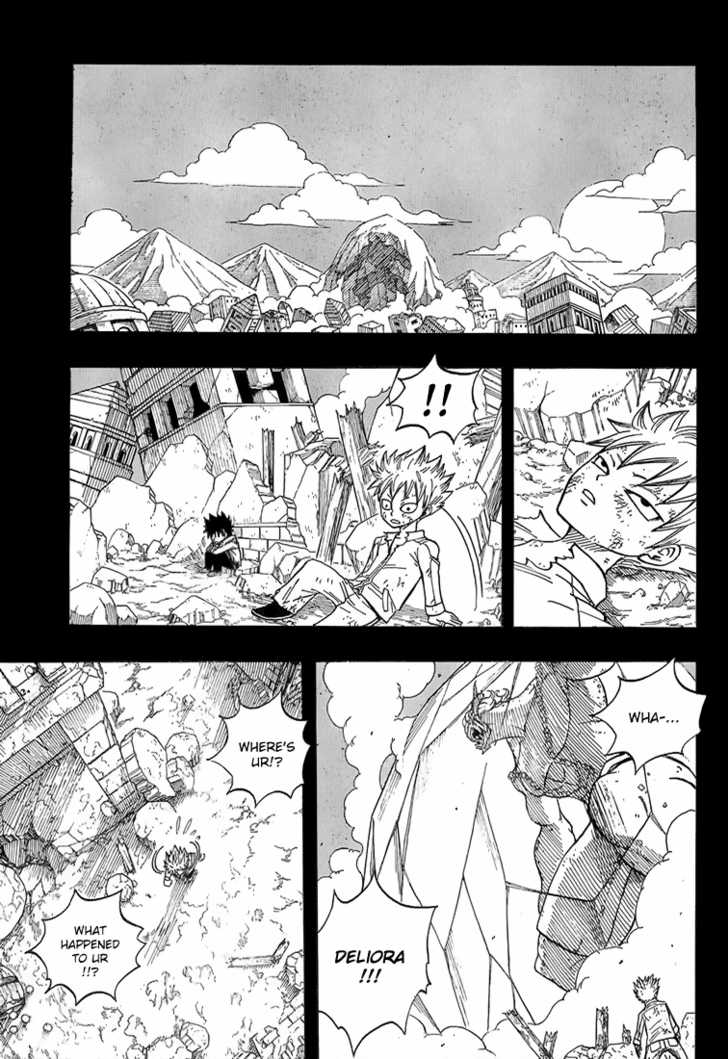 !!
WHA-...
DELIORA
!!!
WHERE'S
UR!?
WHAT
HAPPENED
TO UR
!!?